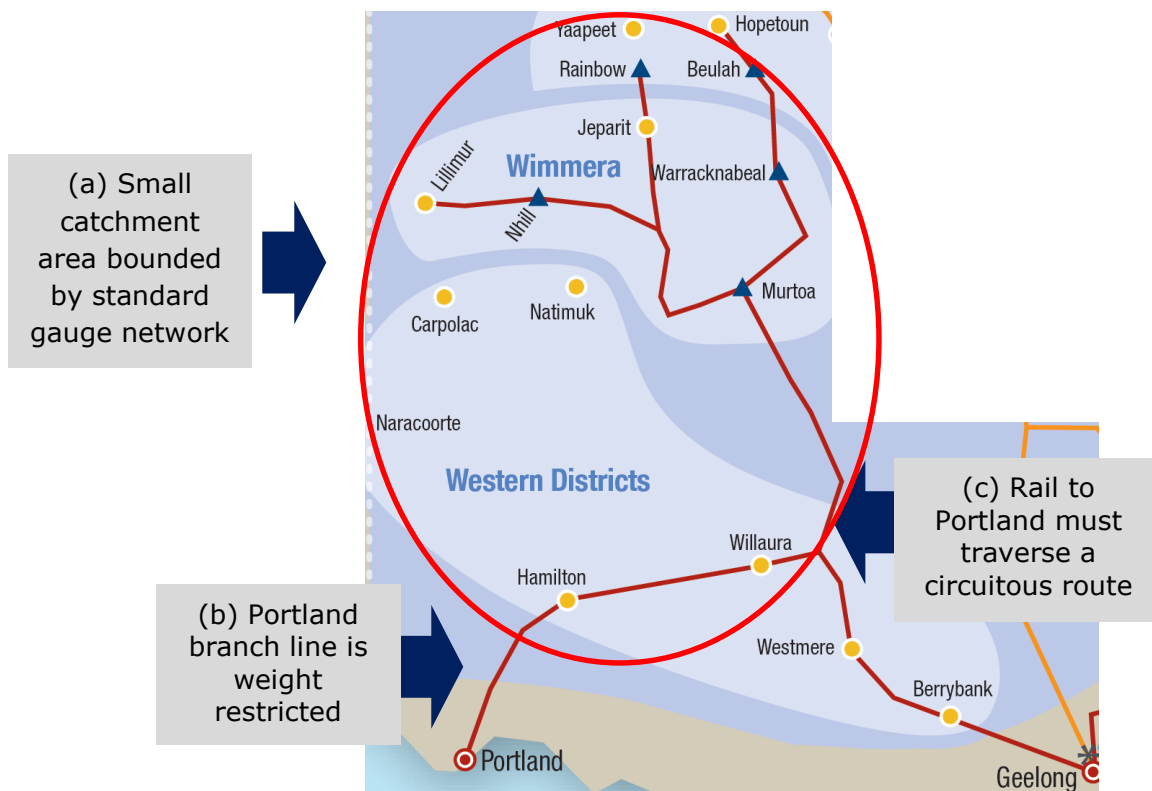 Yaapeet
Hopetoun
Rainbow
Beulah
Jeparit
Wimmera
Warracknabeal
Lillimur
Nhill
(a) Small
catchment
area bounded
by standard
gauge network
Murtoa
Natimuk
Carpolac
Naracoorte
Western Districts
(c) Rail to
Portland must
traverse a
circuitous route
Willaura
Hamilton
(b) Portland
branch line is
weight
restricted
Westmere
Berrybank
Portland
Geelong